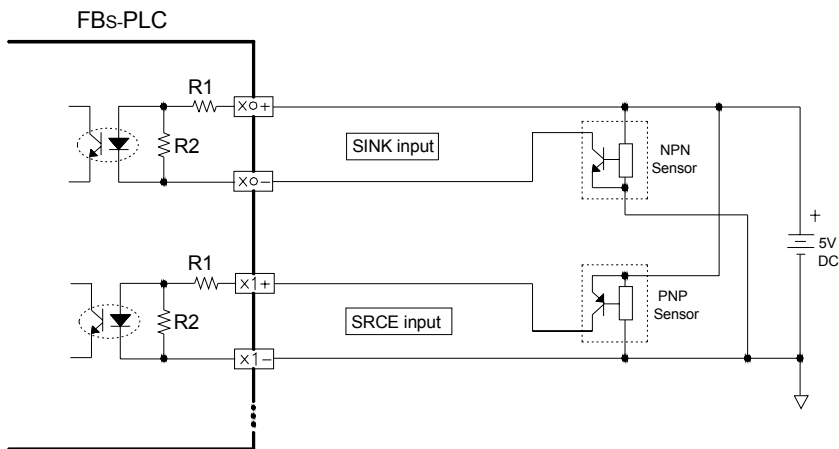 FBs-PLC
R1
X0+
R2
SINK input
NPN
Sensor
X0-
+
5V
DC
R1
X1+
R2
SRCE input
PNP
Sensor
X1-